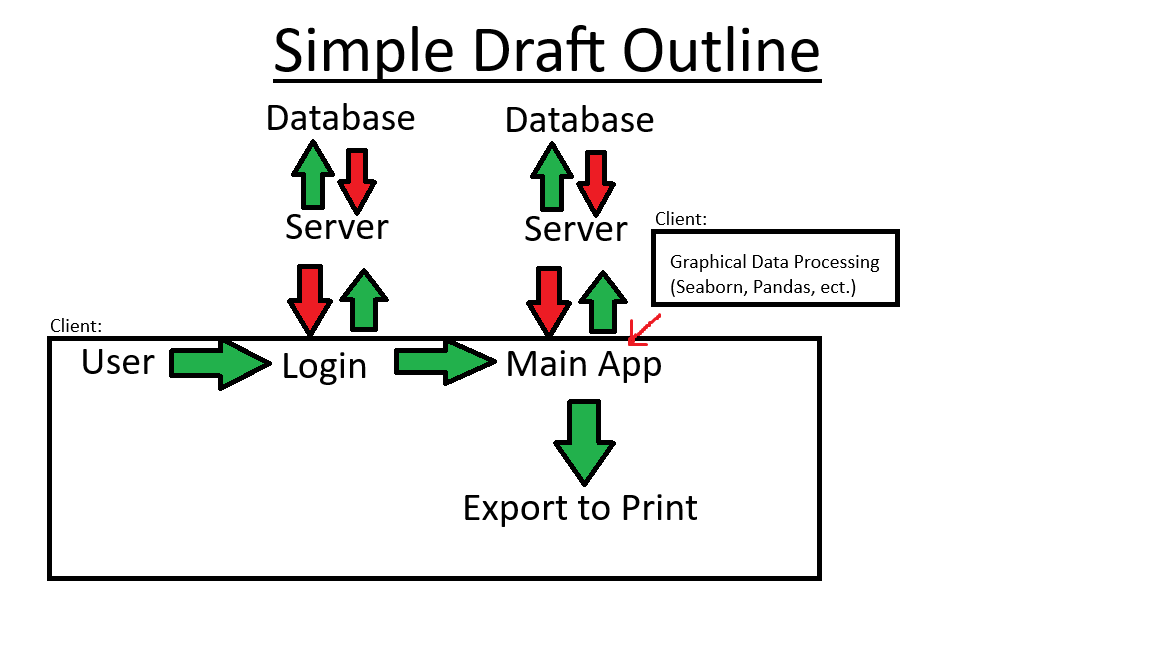 Simple Draft Outline
Database
Database
Server
Server
Client:
Graphical Data Processing
(Seaborn, Pandas, ect.)
Client:
User
Login
Main App
Export to Print